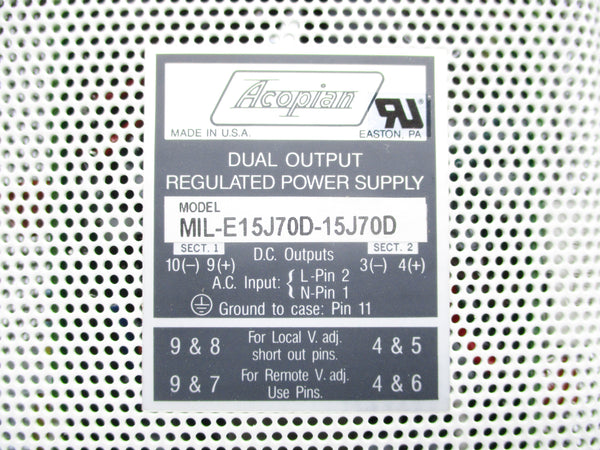 Acopian
MADE IN U.S.A.
EASTON, PA
DUAL OUTPUT
REGULATED POWER SUPPLY
MODEL
MIL-E15J70D-15J70D
SECT. 1 D.C. Outputs SECT. 2
10(–) 9(+) 3(–) 4(+)
A.C. Input: { L-Pin 2
N-Pin 1
Ground to case: Pin 11
9 & 8 For Local V. adj. short out pins. 4 & 5
9 & 7 For Remote V. adj. Use Pins. 4 & 6